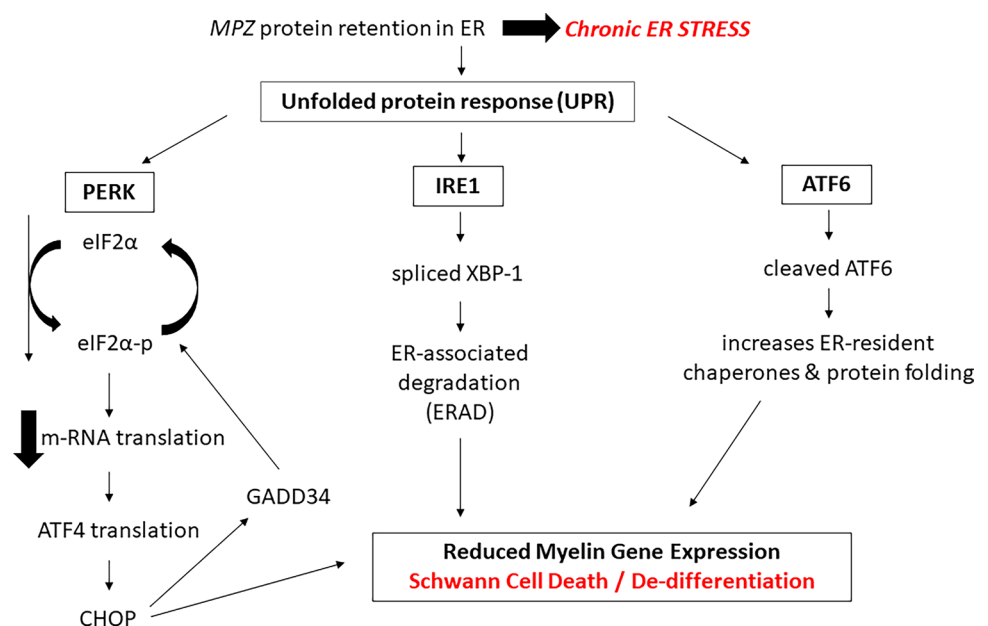 MPZ protein retention in ER
Chronic ER STRESS
Unfolded protein response (UPR)
PERK
IRE1
ATF6
eIF2α
eIF2α-p
m-RNA translation
ATF4 translation
CHOP
GADD34
spliced XBP-1
ER-associated
degradation
(ERAD)
cleaved ATF6
increases ER-resident
chaperones & protein folding
Reduced Myelin Gene Expression
Schwann Cell Death / De-differentiation